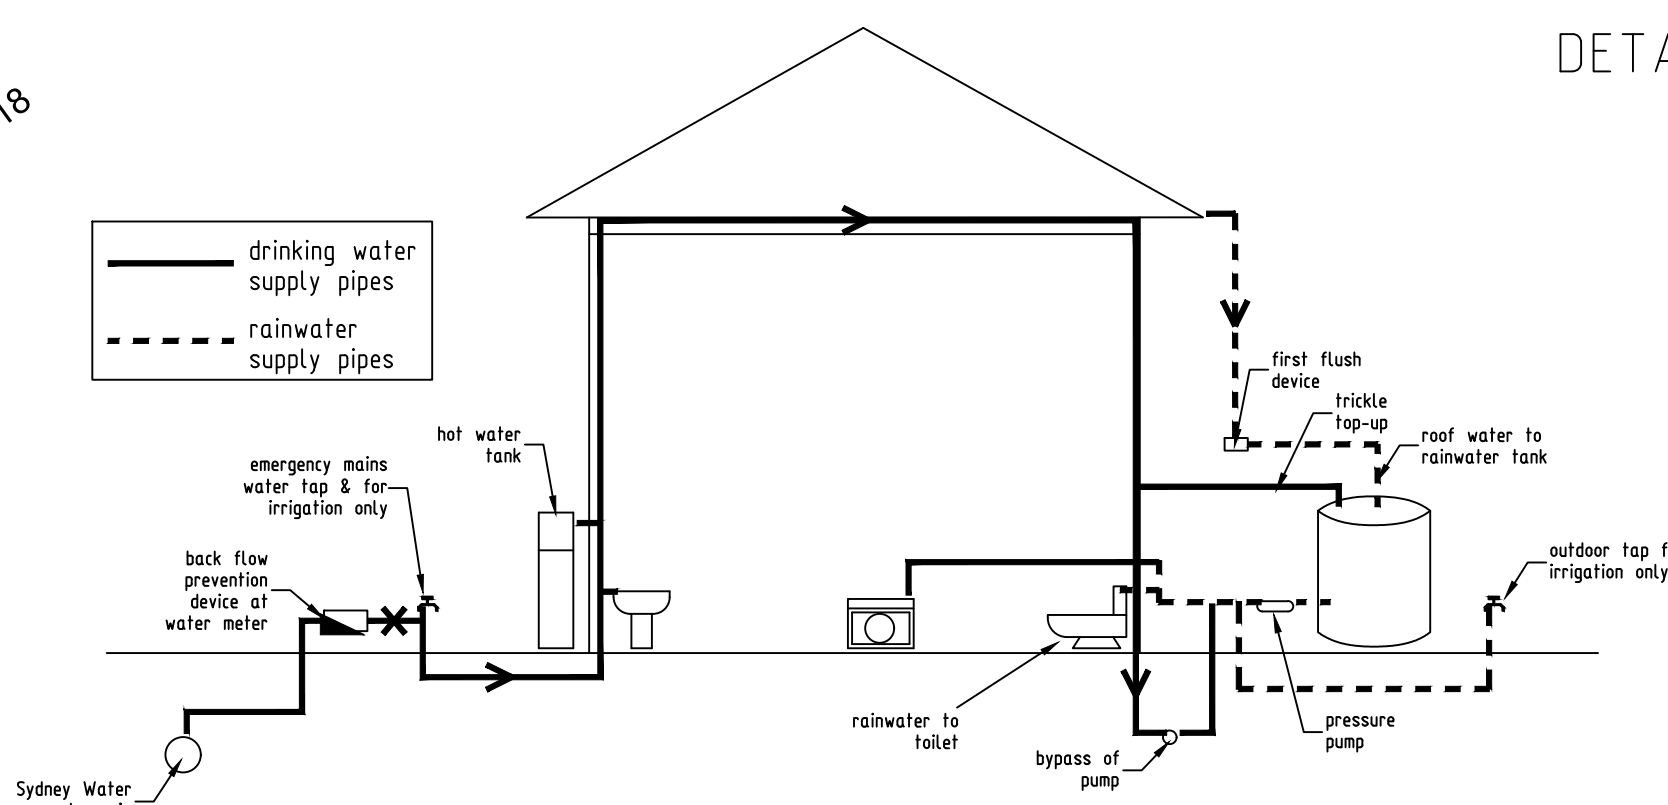 DETA
18
drinking water
supply pipes
rainwater
supply pipes
first flush
device
trickle
top-up
roof water to
rainwater tank
hot water
tank
emergency mains
water tap & for
irrigation only
back flow
prevention
device at
water meter
outdoor tap f
irrigation only
rainwater to
toilet
bypass of
pump
pressure
pump
Sydney Water